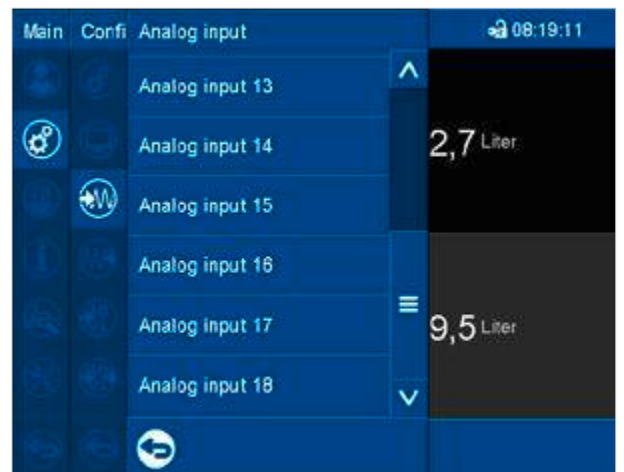 Main Confi Analog input 08:19:11
Analog input 13
Analog input 14
2,7 Liter
Analog input 15
Analog input 16
Analog input 17
9,5 Liter
Analog input 18